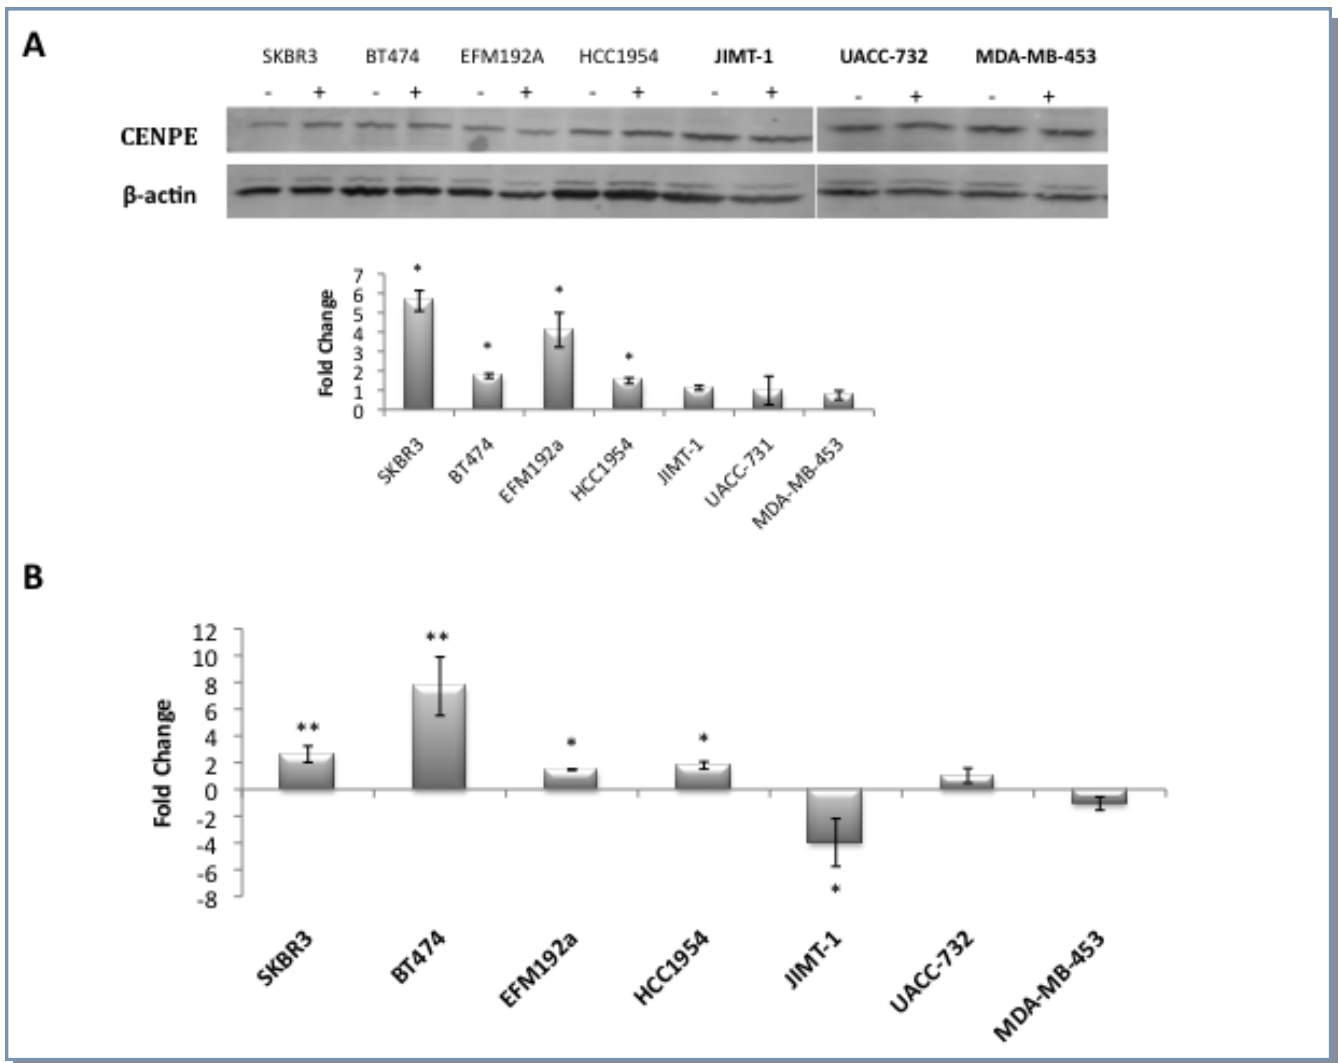 A
SKBR3 BT474 EFM192A HCC1954 JIMT-1 UACC-732 MDA-MB-453
- + - + - + - + - + - + - +
CENPE
β-actin
Fold Change
7
6
5
4
3
2
1
0
* * * *
SKBR3 BT474 EFM192a HCC1954 JIMT-1 UACC-731 MDA-MB-453
B
Fold Change
12
10
8
6
4
2
0
-2
-4
-6
-8
** ** * * *
SKBR3 BT474 EFM192a HCC1954 JIMT-1 UACC-732 MDA-MB-453